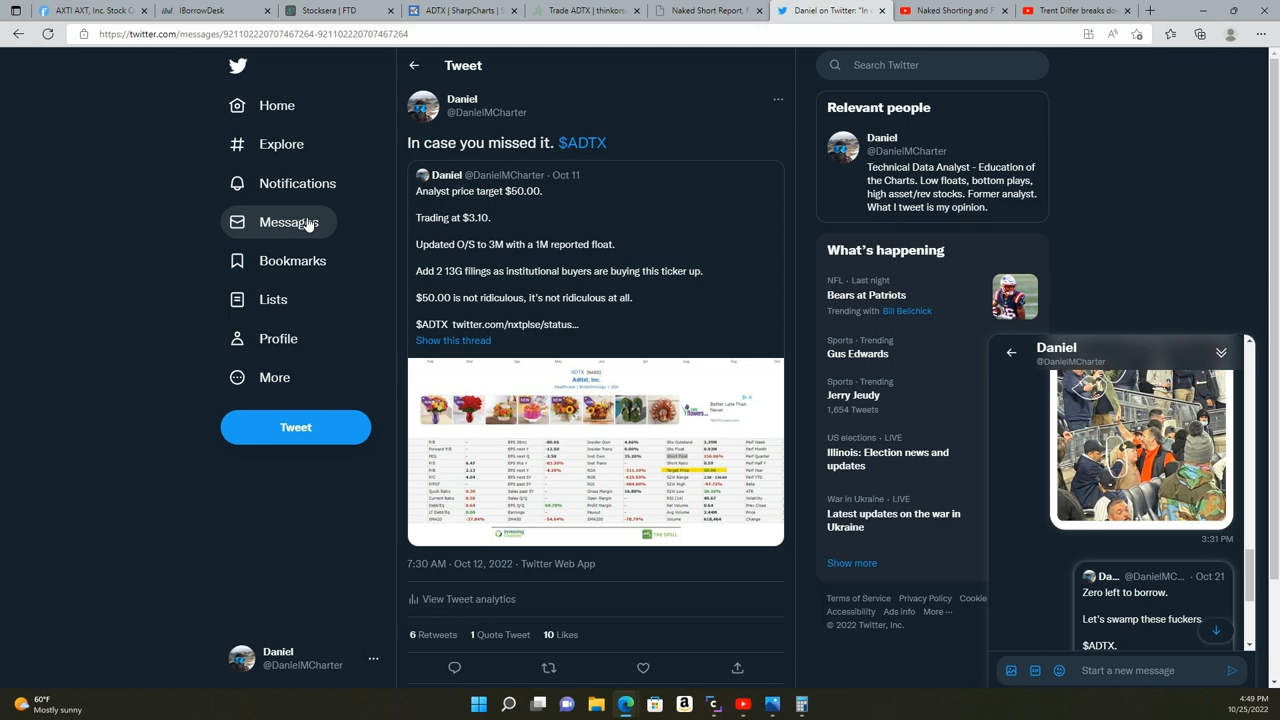 AXTI AXT, Inc. Stock Q
iBorrowDesk
Stocksera | FTD
ADTX | SharpCharts | S
Trade ADTX | thinkors
Naked Short Report, N
Daniel on Twitter: "In c
Naked Shorting and F
Trent Dilfer breaks do
https://twitter.com/messages/921102220707467264-921102220707467264
Home
Explore
Notifications
Messages
Bookmarks
Lists
Profile
More
Tweet
Daniel
@DanielMCharter
Tweet
Daniel
@DanielMCharter
In case you missed it. $ADTX
Daniel @DanielMCharter · Oct 11
Analyst price target $50.00.
Trading at $3.10.
Updated O/S to 3M with a 1M reported float.
Add 2 13G filings as institutional buyers are buying this ticker up.
$50.00 is not ridiculous, it's not ridiculous at all.
$ADTX twitter.com/nxtplse/status...
Show this thread
ADTX [NASD]
Aditxt, Inc.
Healthcare | Biotechnology | USA
7:30 AM · Oct 12, 2022 · Twitter Web App
View Tweet analytics
6 Retweets 1 Quote Tweet 10 Likes
Search Twitter
Relevant people
Daniel
@DanielMCharter
Technical Data Analyst - Education of
the Charts. Low floats, bottom plays,
high asset/rev stocks. Former analyst.
What I tweet is my opinion.
What's happening
NFL · Last night
Bears at Patriots
Trending with Bill Belichick
Sports · Trending
Gus Edwards
Sports · Trending
Jerry Jeudy
1,654 Tweets
US elections · LIVE
Illinois: Election news and
updates
War in Ukraine · LIVE
Latest updates on the war in
Ukraine
Show more
Terms of Service Privacy Policy Cookie
Accessibility Ads info More ···
© 2022 Twitter, Inc.
Daniel
@DanielMCharter
3:31 PM
Da... @DanielMC... · Oct 21
Zero left to borrow.
Let's swamp these fuckers
$ADTX.
Start a new message
60°F
Mostly sunny
4:49 PM
10/25/2022